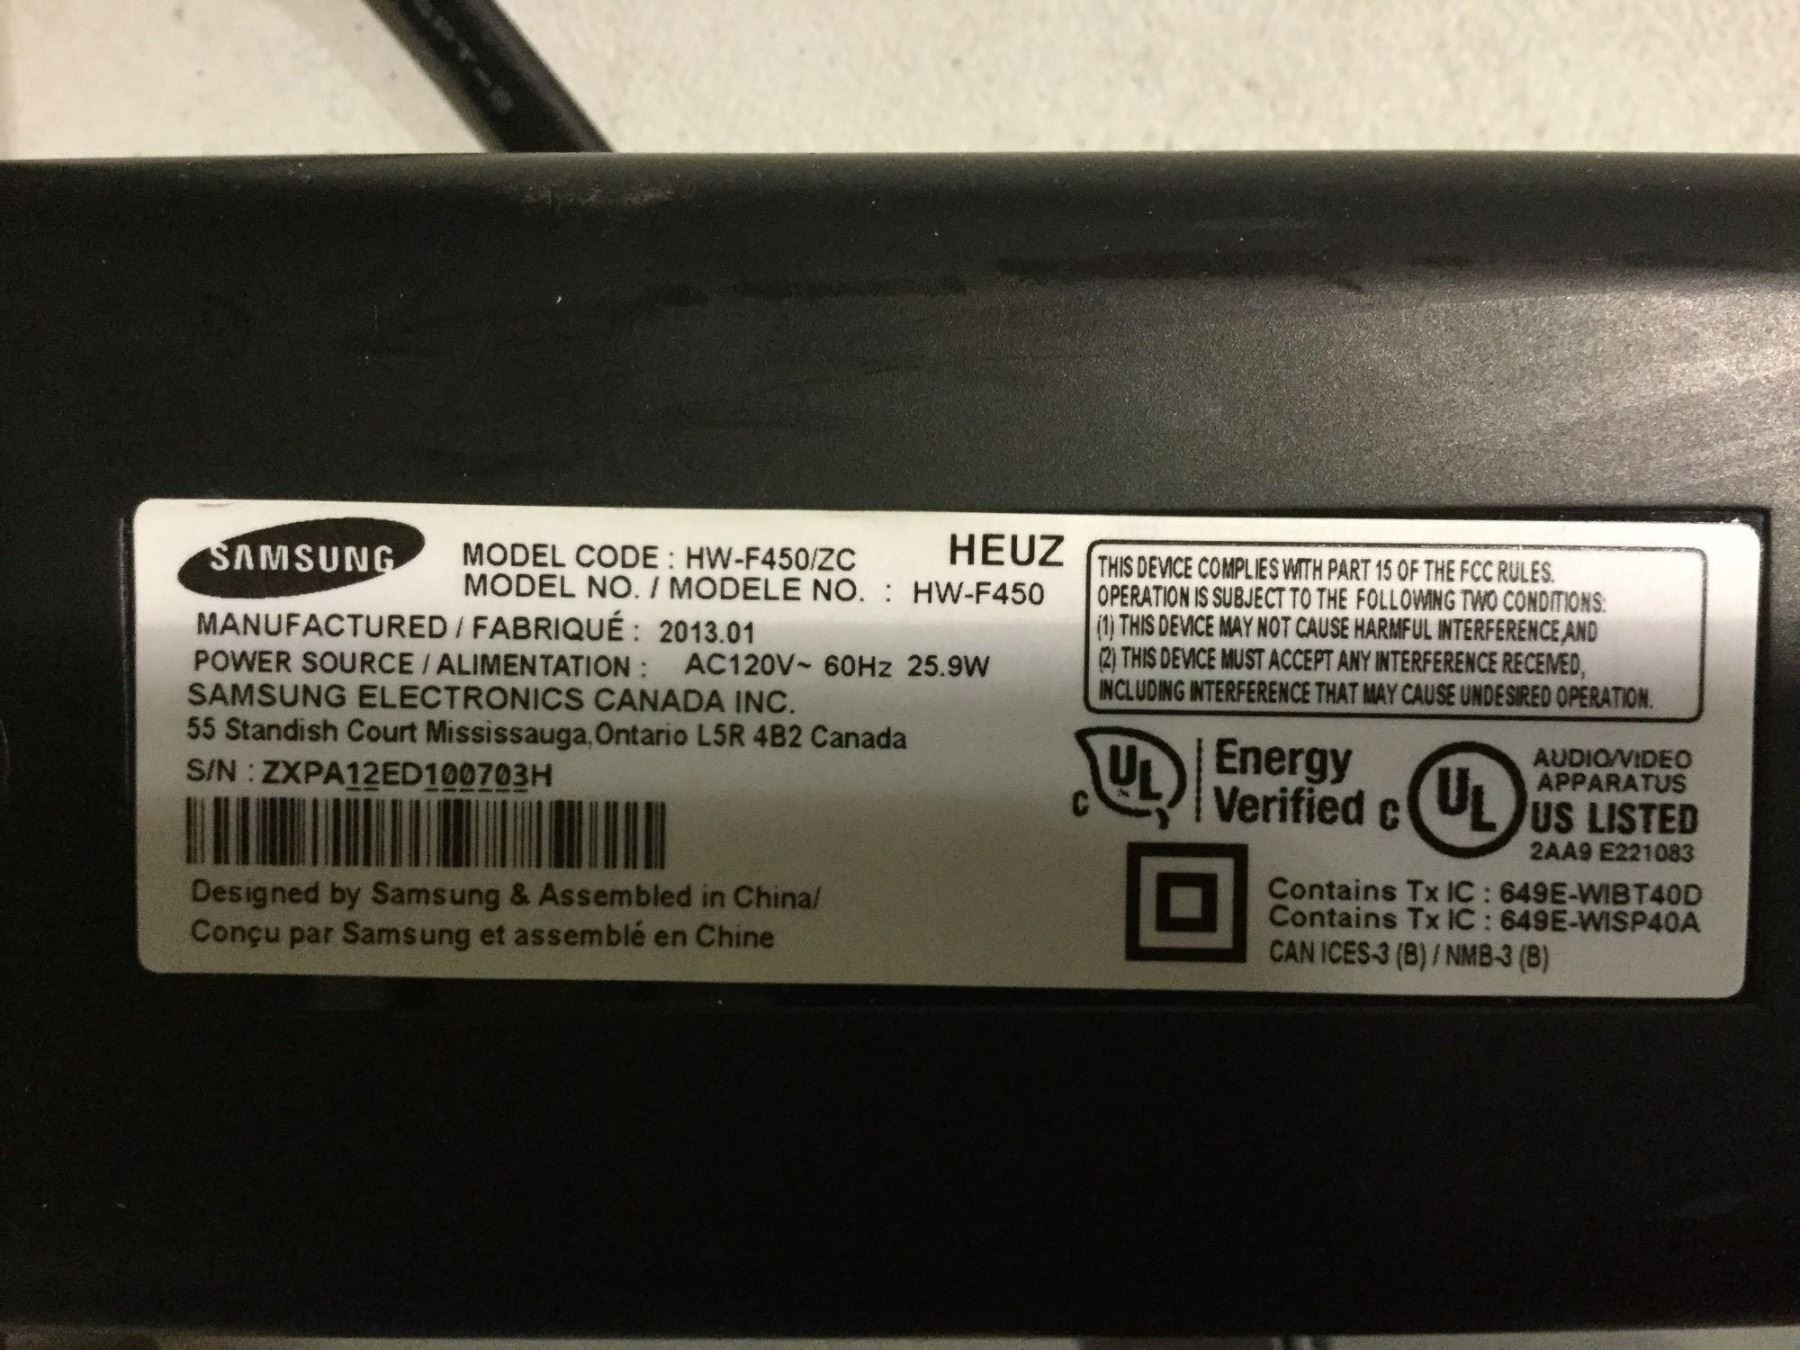 SAMSUNG
MODEL CODE : HW-F450/ZC HEUZ
MODEL NO. / MODELE NO. : HW-F450
MANUFACTURED / FABRIQUÉ : 2013.01
POWER SOURCE / ALIMENTATION : AC120V~ 60Hz 25.9W
SAMSUNG ELECTRONICS CANADA INC.
55 Standish Court Mississauga,Ontario L5R 4B2 Canada
S/N : ZXPA12ED100703H
Designed by Samsung & Assembled in China/
Conçu par Samsung et assemblé en Chine
THIS DEVICE COMPLIES WITH PART 15 OF THE FCC RULES.
OPERATION IS SUBJECT TO THE FOLLOWING TWO CONDITIONS:
(1) THIS DEVICE MAY NOT CAUSE HARMFUL INTERFERENCE,AND
(2) THIS DEVICE MUST ACCEPT ANY INTERFERENCE RECEIVED,
INCLUDING INTERFERENCE THAT MAY CAUSE UNDESIRED OPERATION.
C UL Energy
Verified
C UL AUDIO/VIDEO
APPARATUS
US LISTED
2AA9 E221083
Contains Tx IC : 649E-WIBT40D
Contains Tx IC : 649E-WISP40A
CAN ICES-3 (B) / NMB-3 (B)